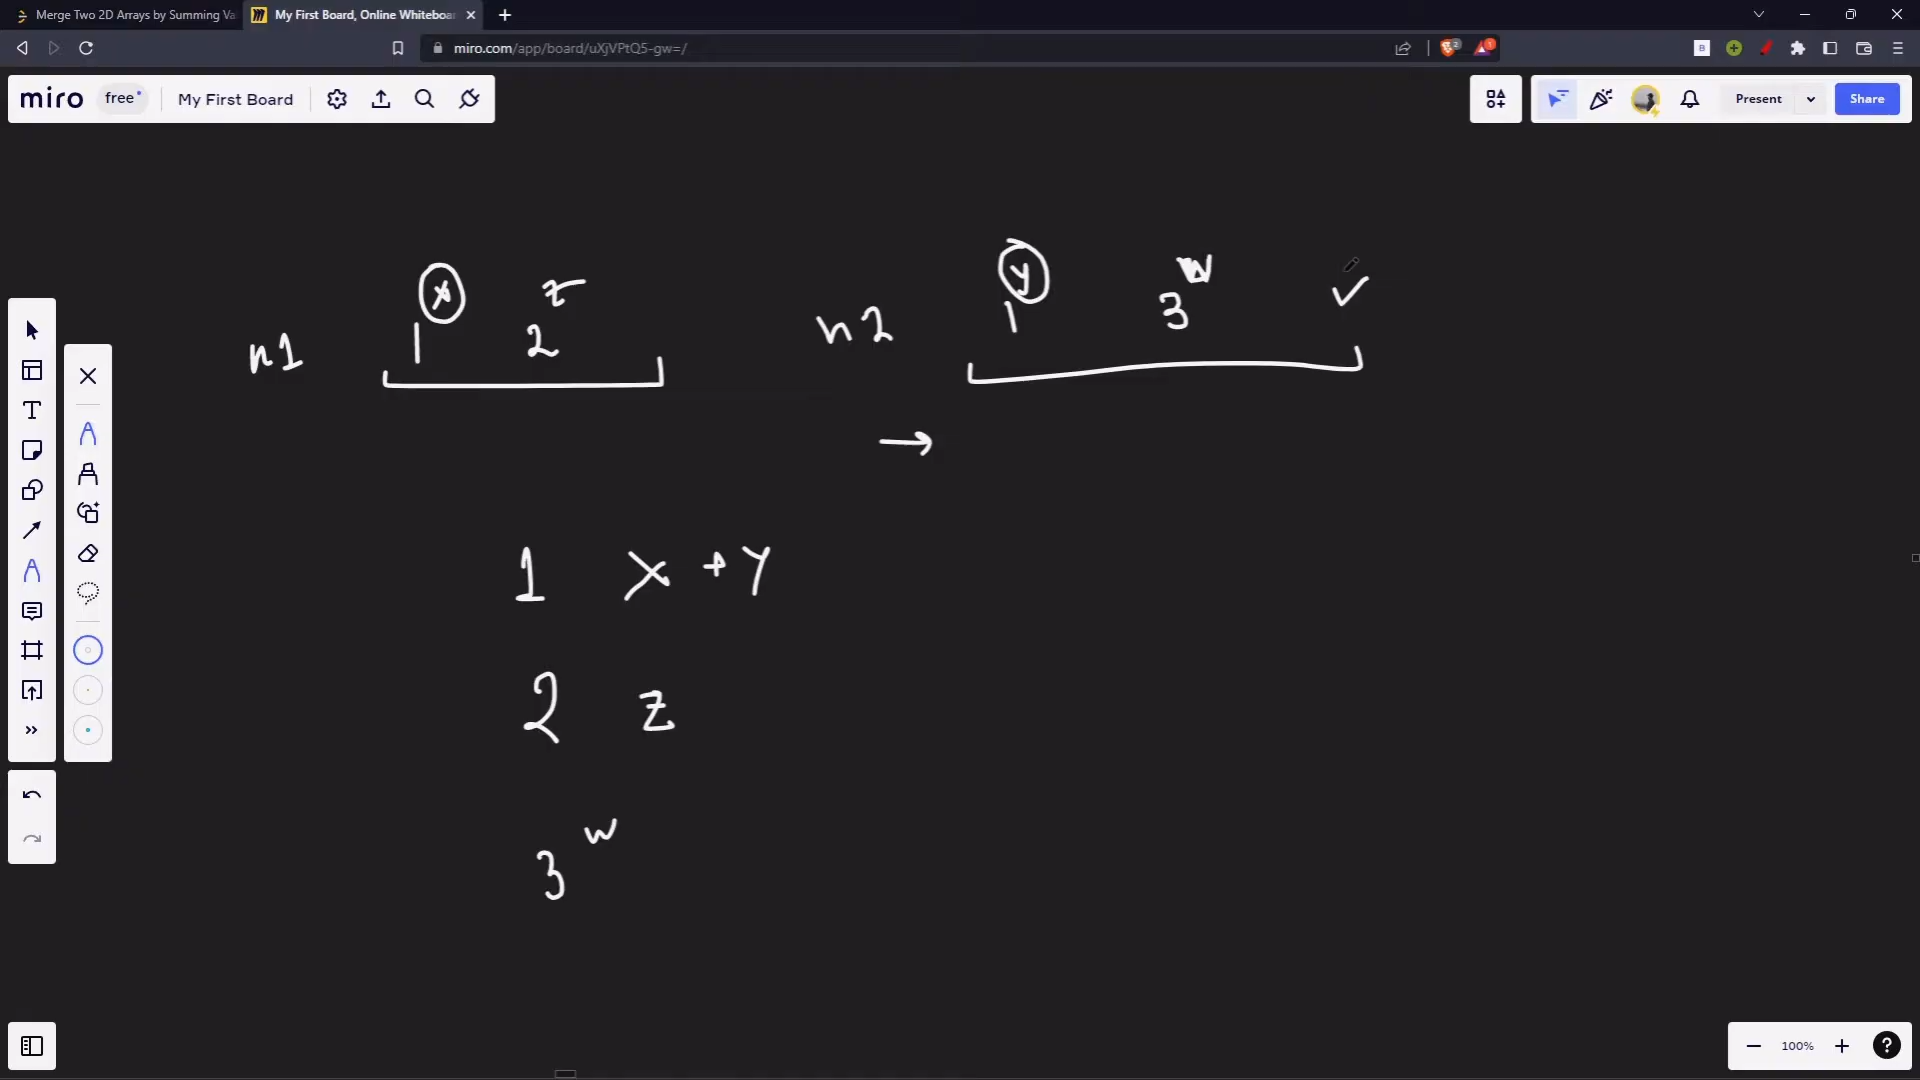 Merge Two 2D Arrays by Summing Va
My First Board, Online Whiteboar
miro.com/app/board/uXjVPtQ5-gw=/
miro free My First Board
Present
Share
n1 1 x 2 z
n2 1 y 3 w
1 x + y
2 z
3 w
100%